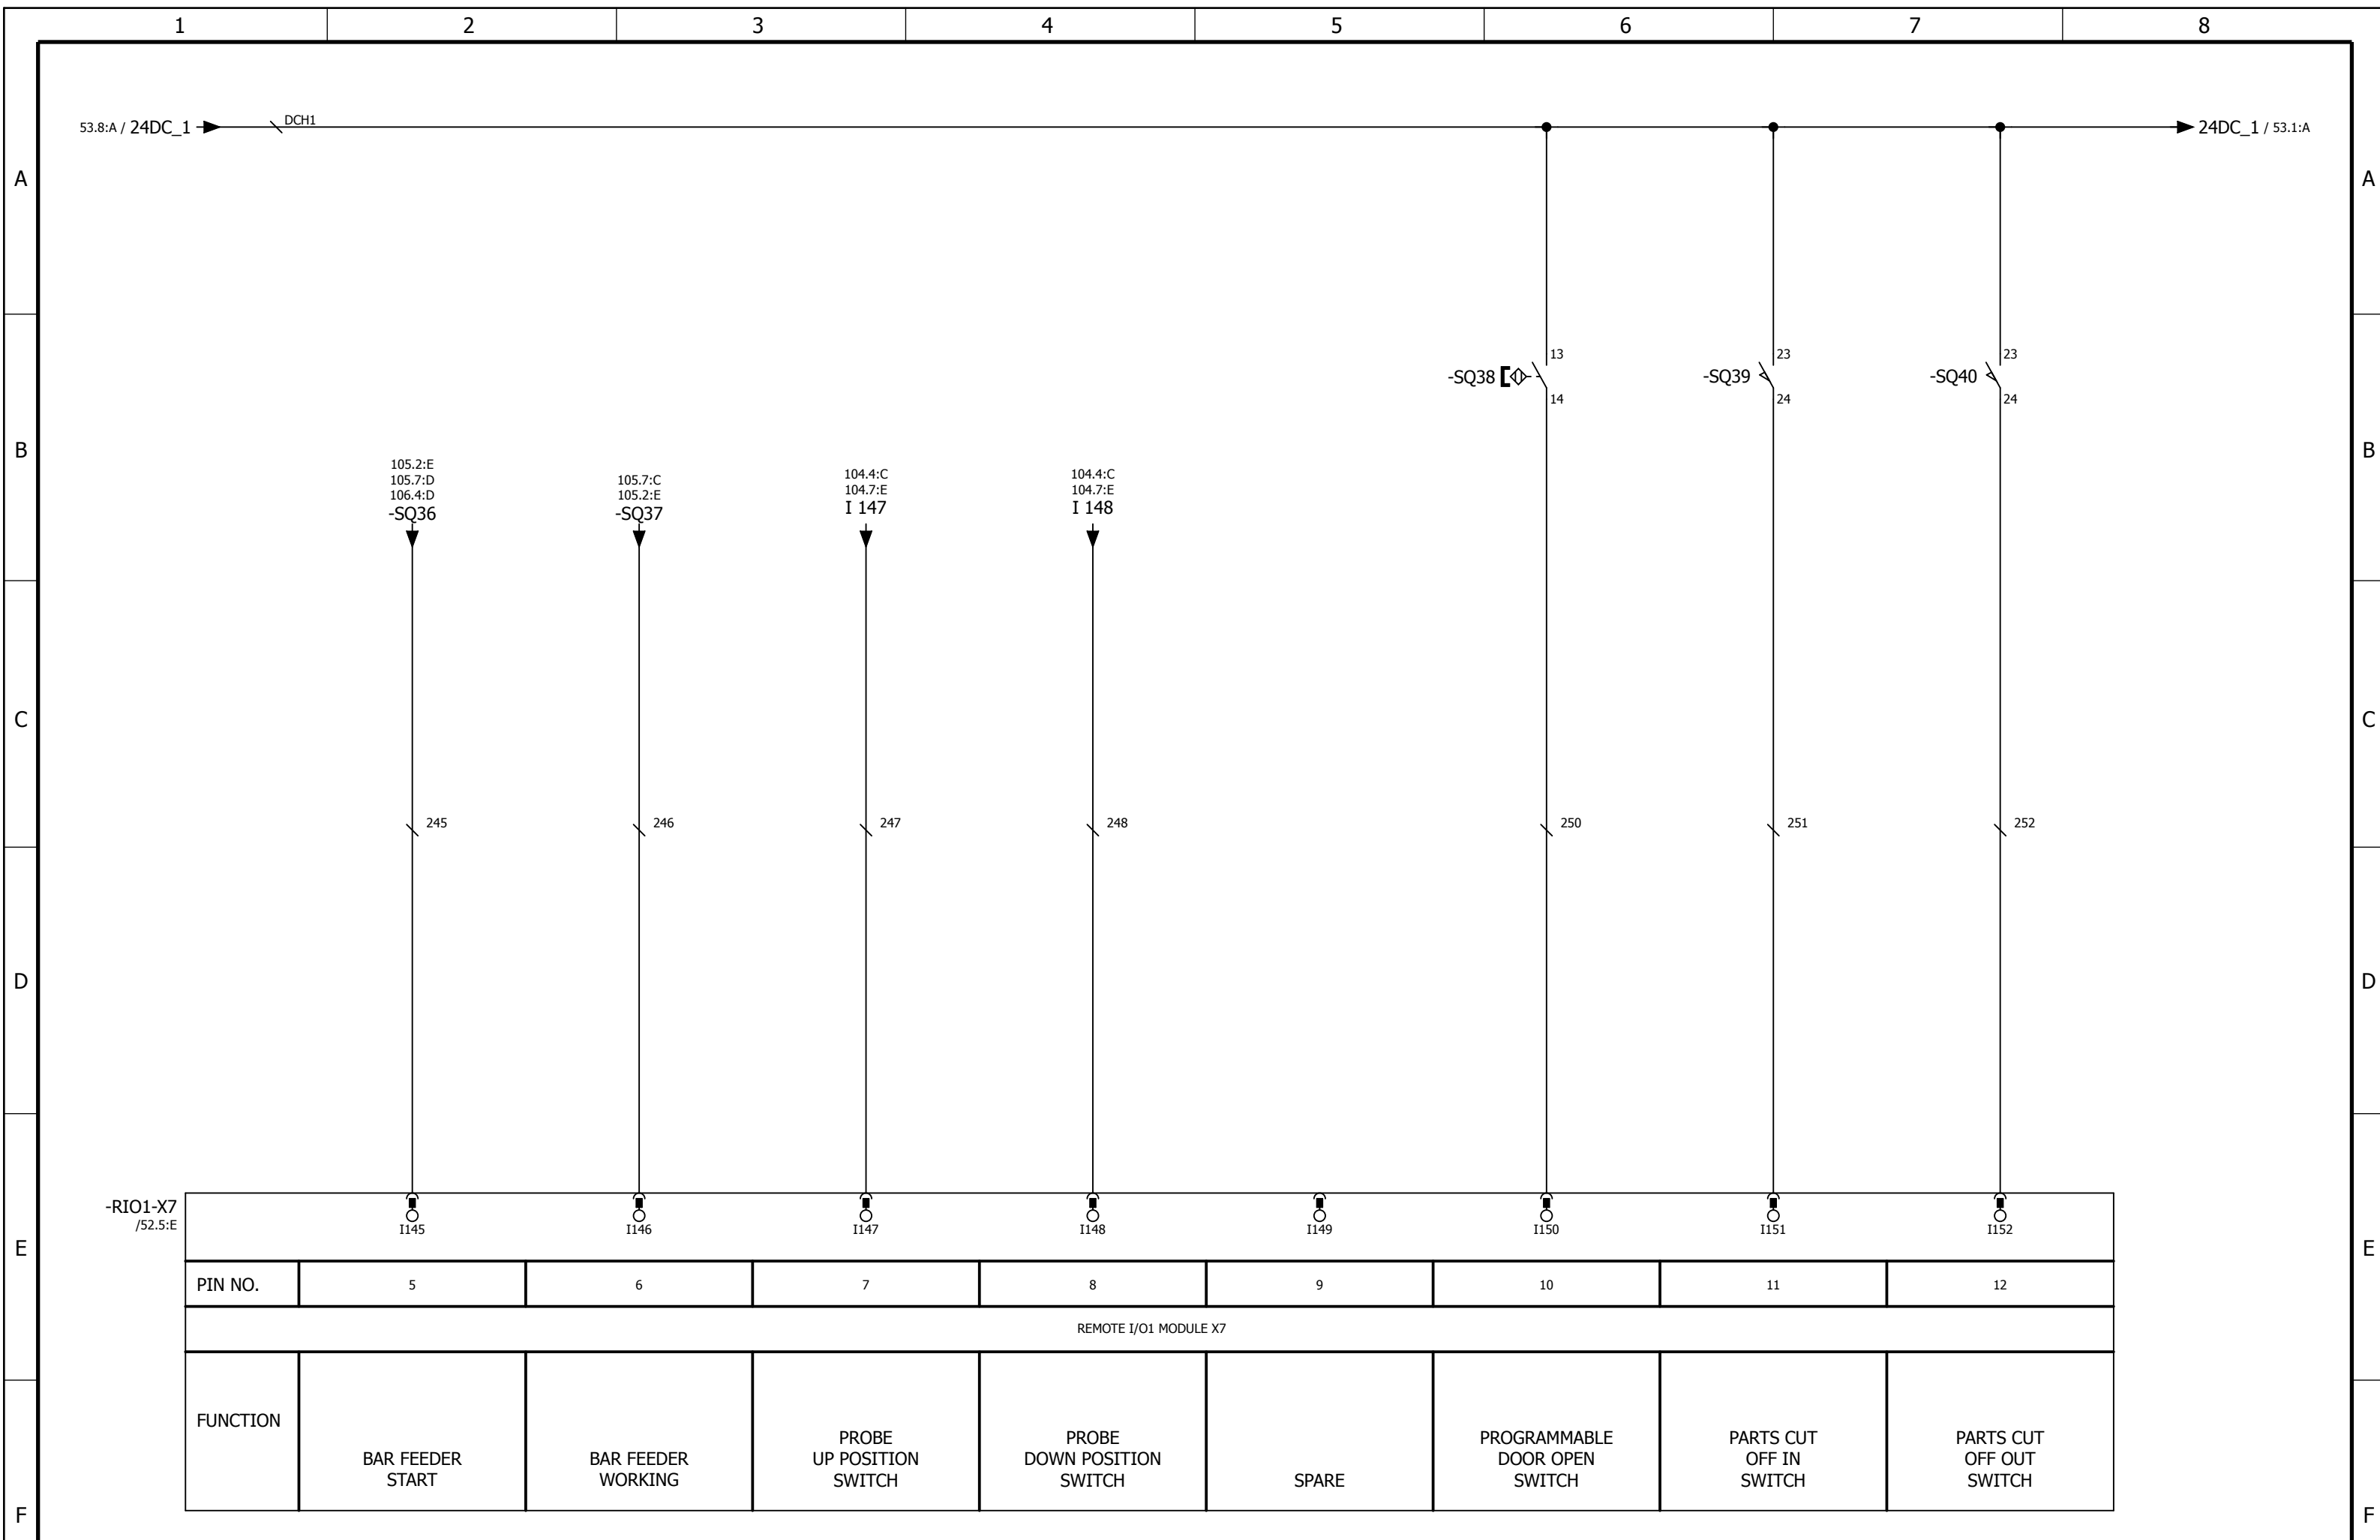 1 2 3 4 5 6 7 8
53.8:A / 24DC_1 DCH1 24DC_1 / 53.1:A
A A
13 23 23
-SQ38 -SQ39 -SQ40
14 24 24
B B
105.2:E
105.7:D
106.4:D
-SQ36
105.7:C
105.2:E
-SQ37
104.4:C
104.7:E
I 147
104.4:C
104.7:E
I 148
C C
245 246 247 248 250 251 252
D D
-RIO1-X7
/52.5:E
I145 I146 I147 I148 I149 I150 I151 I152
E E
PIN NO. 5 6 7 8 9 10 11 12
REMOTE I/O1 MODULE X7
FUNCTION
BAR FEEDER
START
BAR FEEDER
WORKING
PROBE
UP POSITION
SWITCH
PROBE
DOWN POSITION
SWITCH
SPARE
PROGRAMMABLE
DOOR OPEN
SWITCH
PARTS CUT
OFF IN
SWITCH
PARTS CUT
OFF OUT
SWITCH
F F